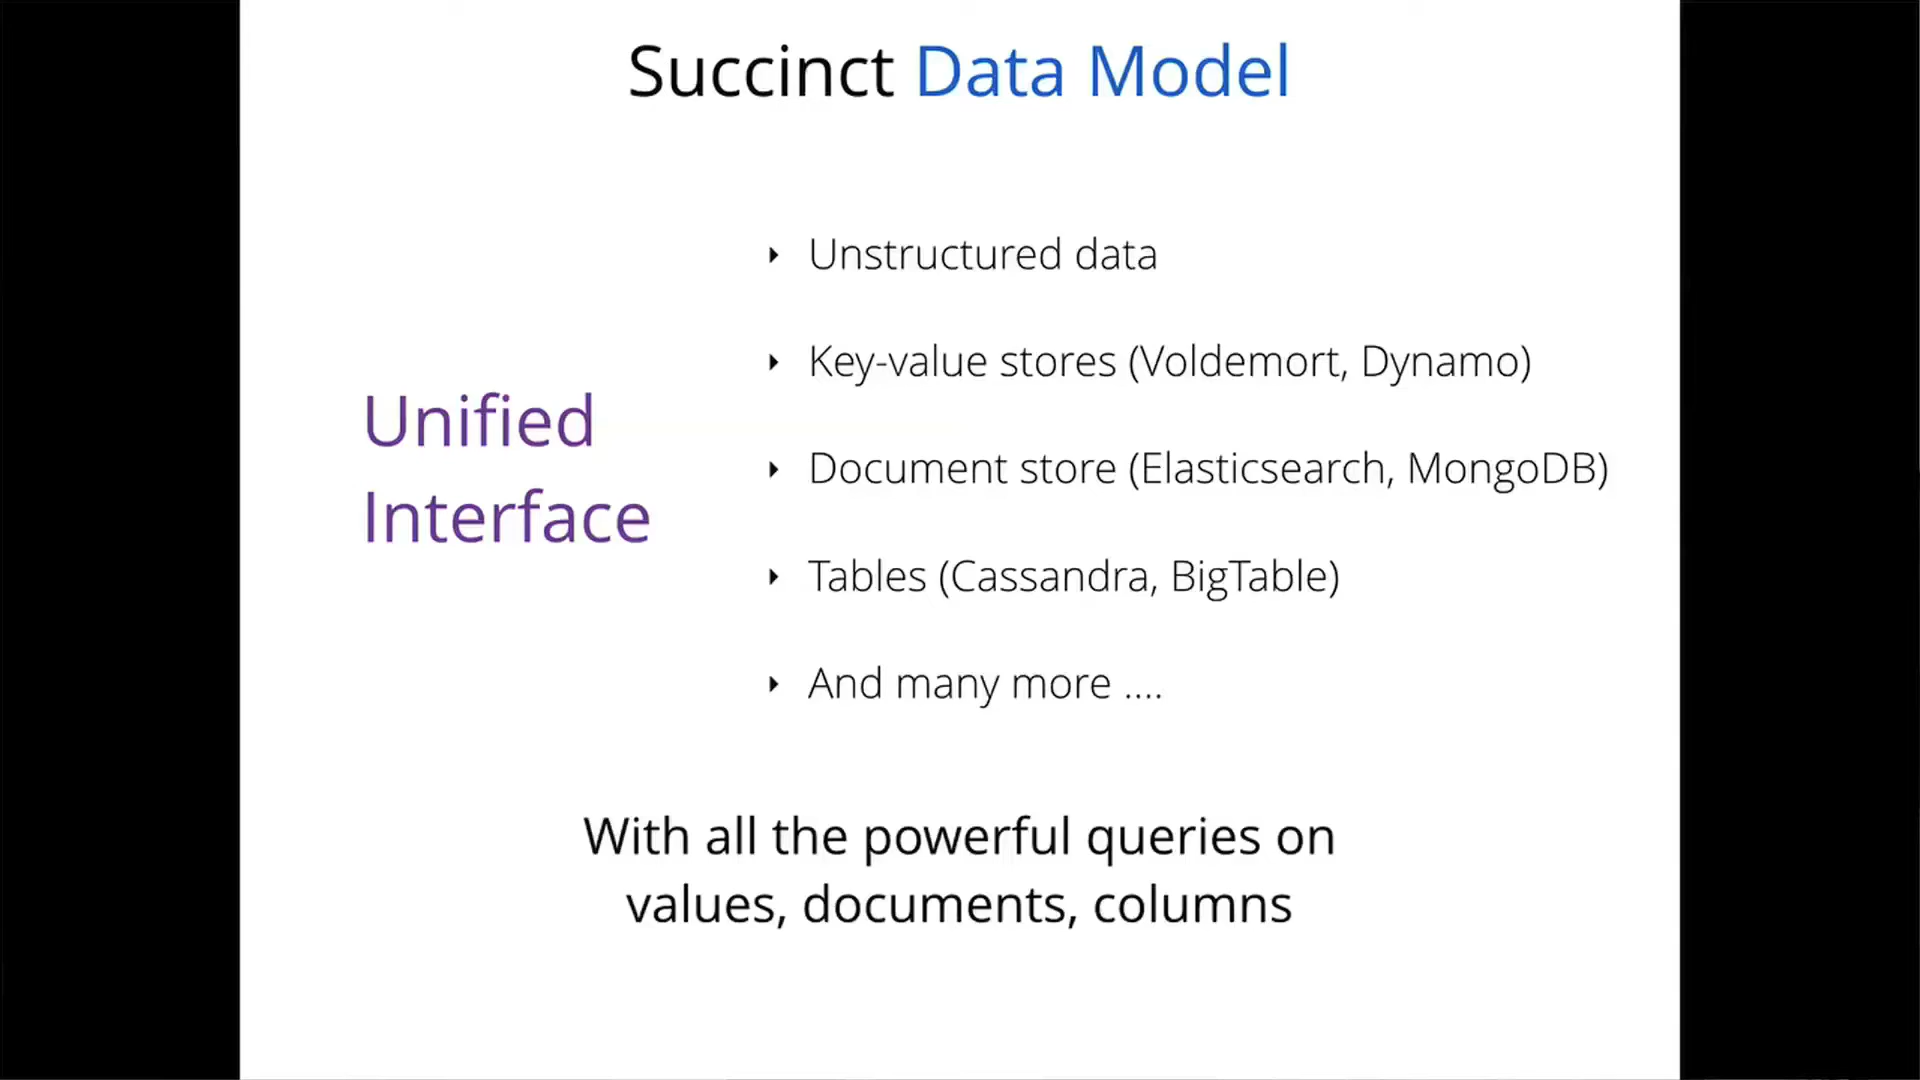 Succinct Data Model
Unified
Interface
‣ Unstructured data
‣ Key-value stores (Voldemort, Dynamo)
‣ Document store (Elasticsearch, MongoDB)
‣ Tables (Cassandra, BigTable)
‣ And many more ....
With all the powerful queries on
values, documents, columns